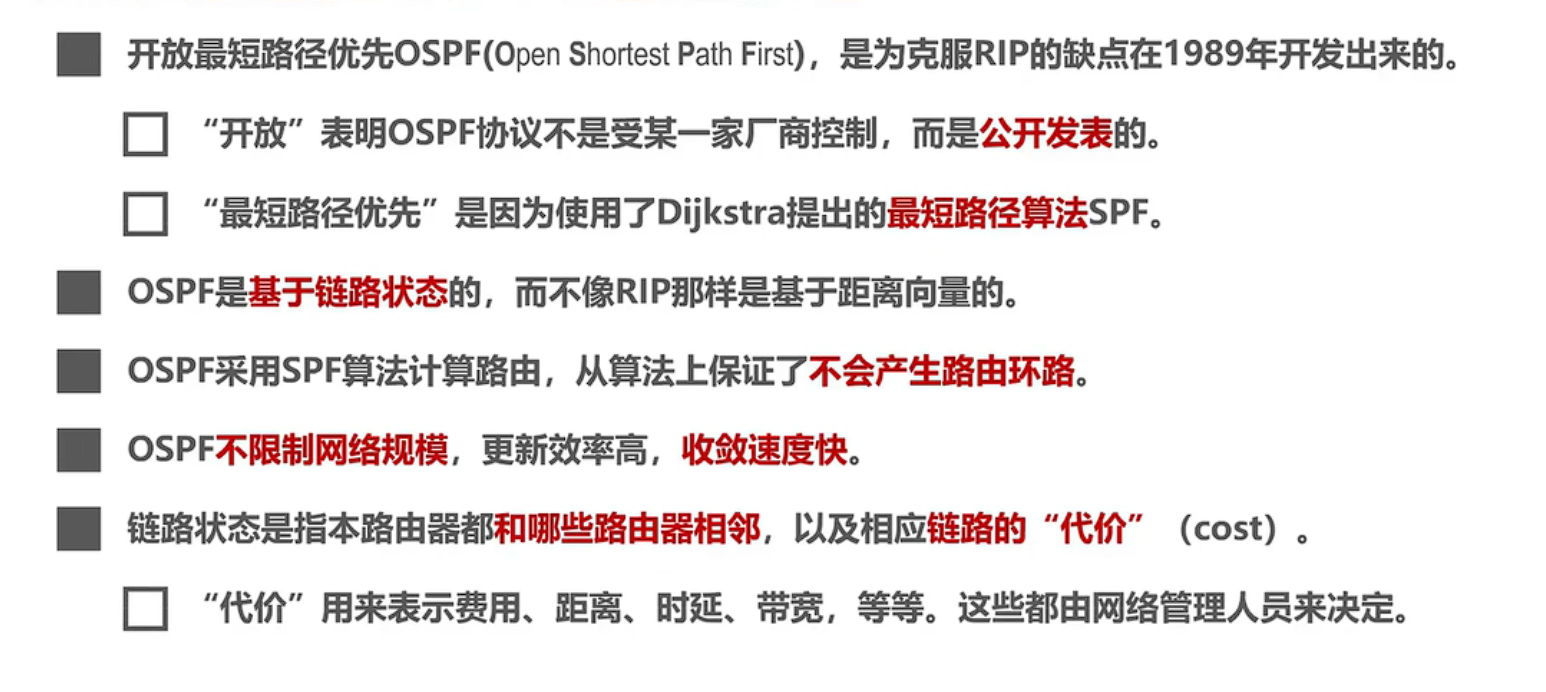 开放最短路径优先OSPF(Open Shortest Path First)，是为克服RIP的缺点在1989年开发出来的。
“开放”表明OSPF协议不是受某一家厂商控制，而是公开发表的。
“最短路径优先”是因为使用了Dijkstra提出的最短路径算法SPF。
OSPF是基于链路状态的，而不像RIP那样是基于距离向量的。
OSPF采用SPF算法计算路由，从算法上保证了不会产生路由环路。
OSPF不限制网络规模，更新效率高，收敛速度快。
链路状态是指本路由器都和哪些路由器相邻，以及相应链路的“代价”（cost）。
“代价”用来表示费用、距离、时延、带宽，等等。这些都由网络管理人员来决定。